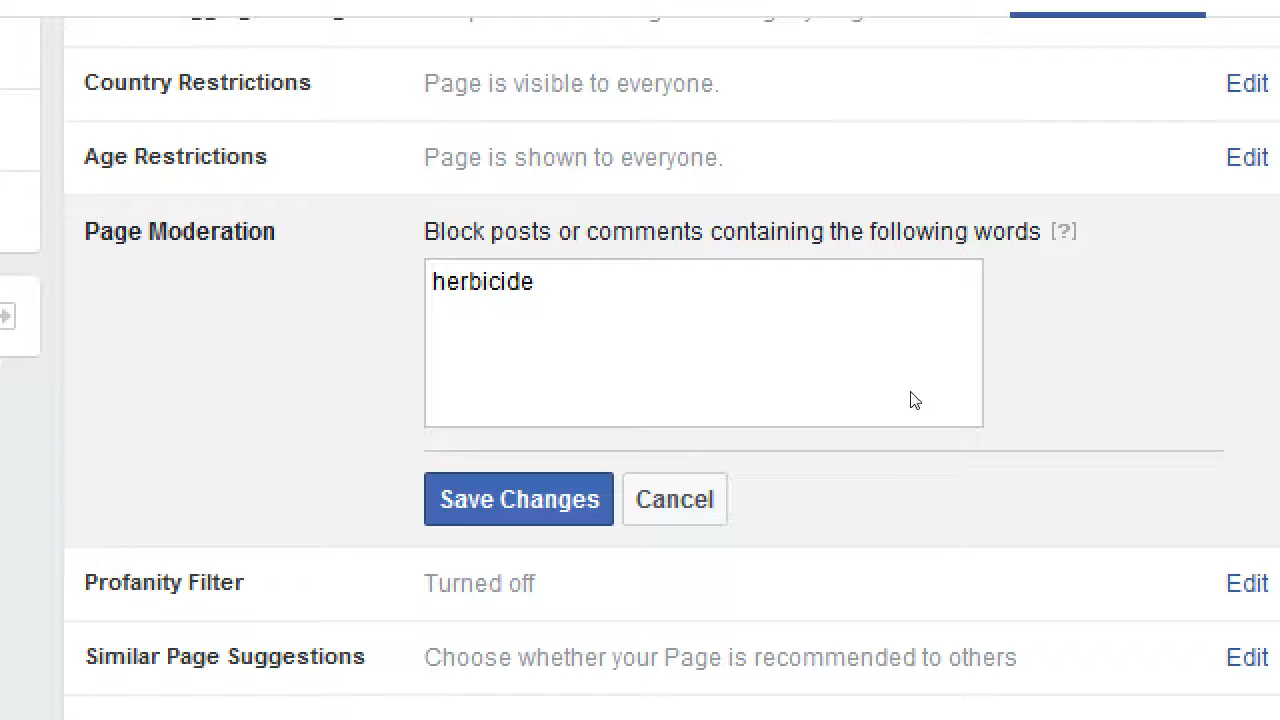 Country Restrictions Page is visible to everyone. Edit
Age Restrictions Page is shown to everyone. Edit
Page Moderation Block posts or comments containing the following words [?]
herbicide
Save Changes Cancel
Profanity Filter Turned off Edit
Similar Page Suggestions Choose whether your Page is recommended to others Edit